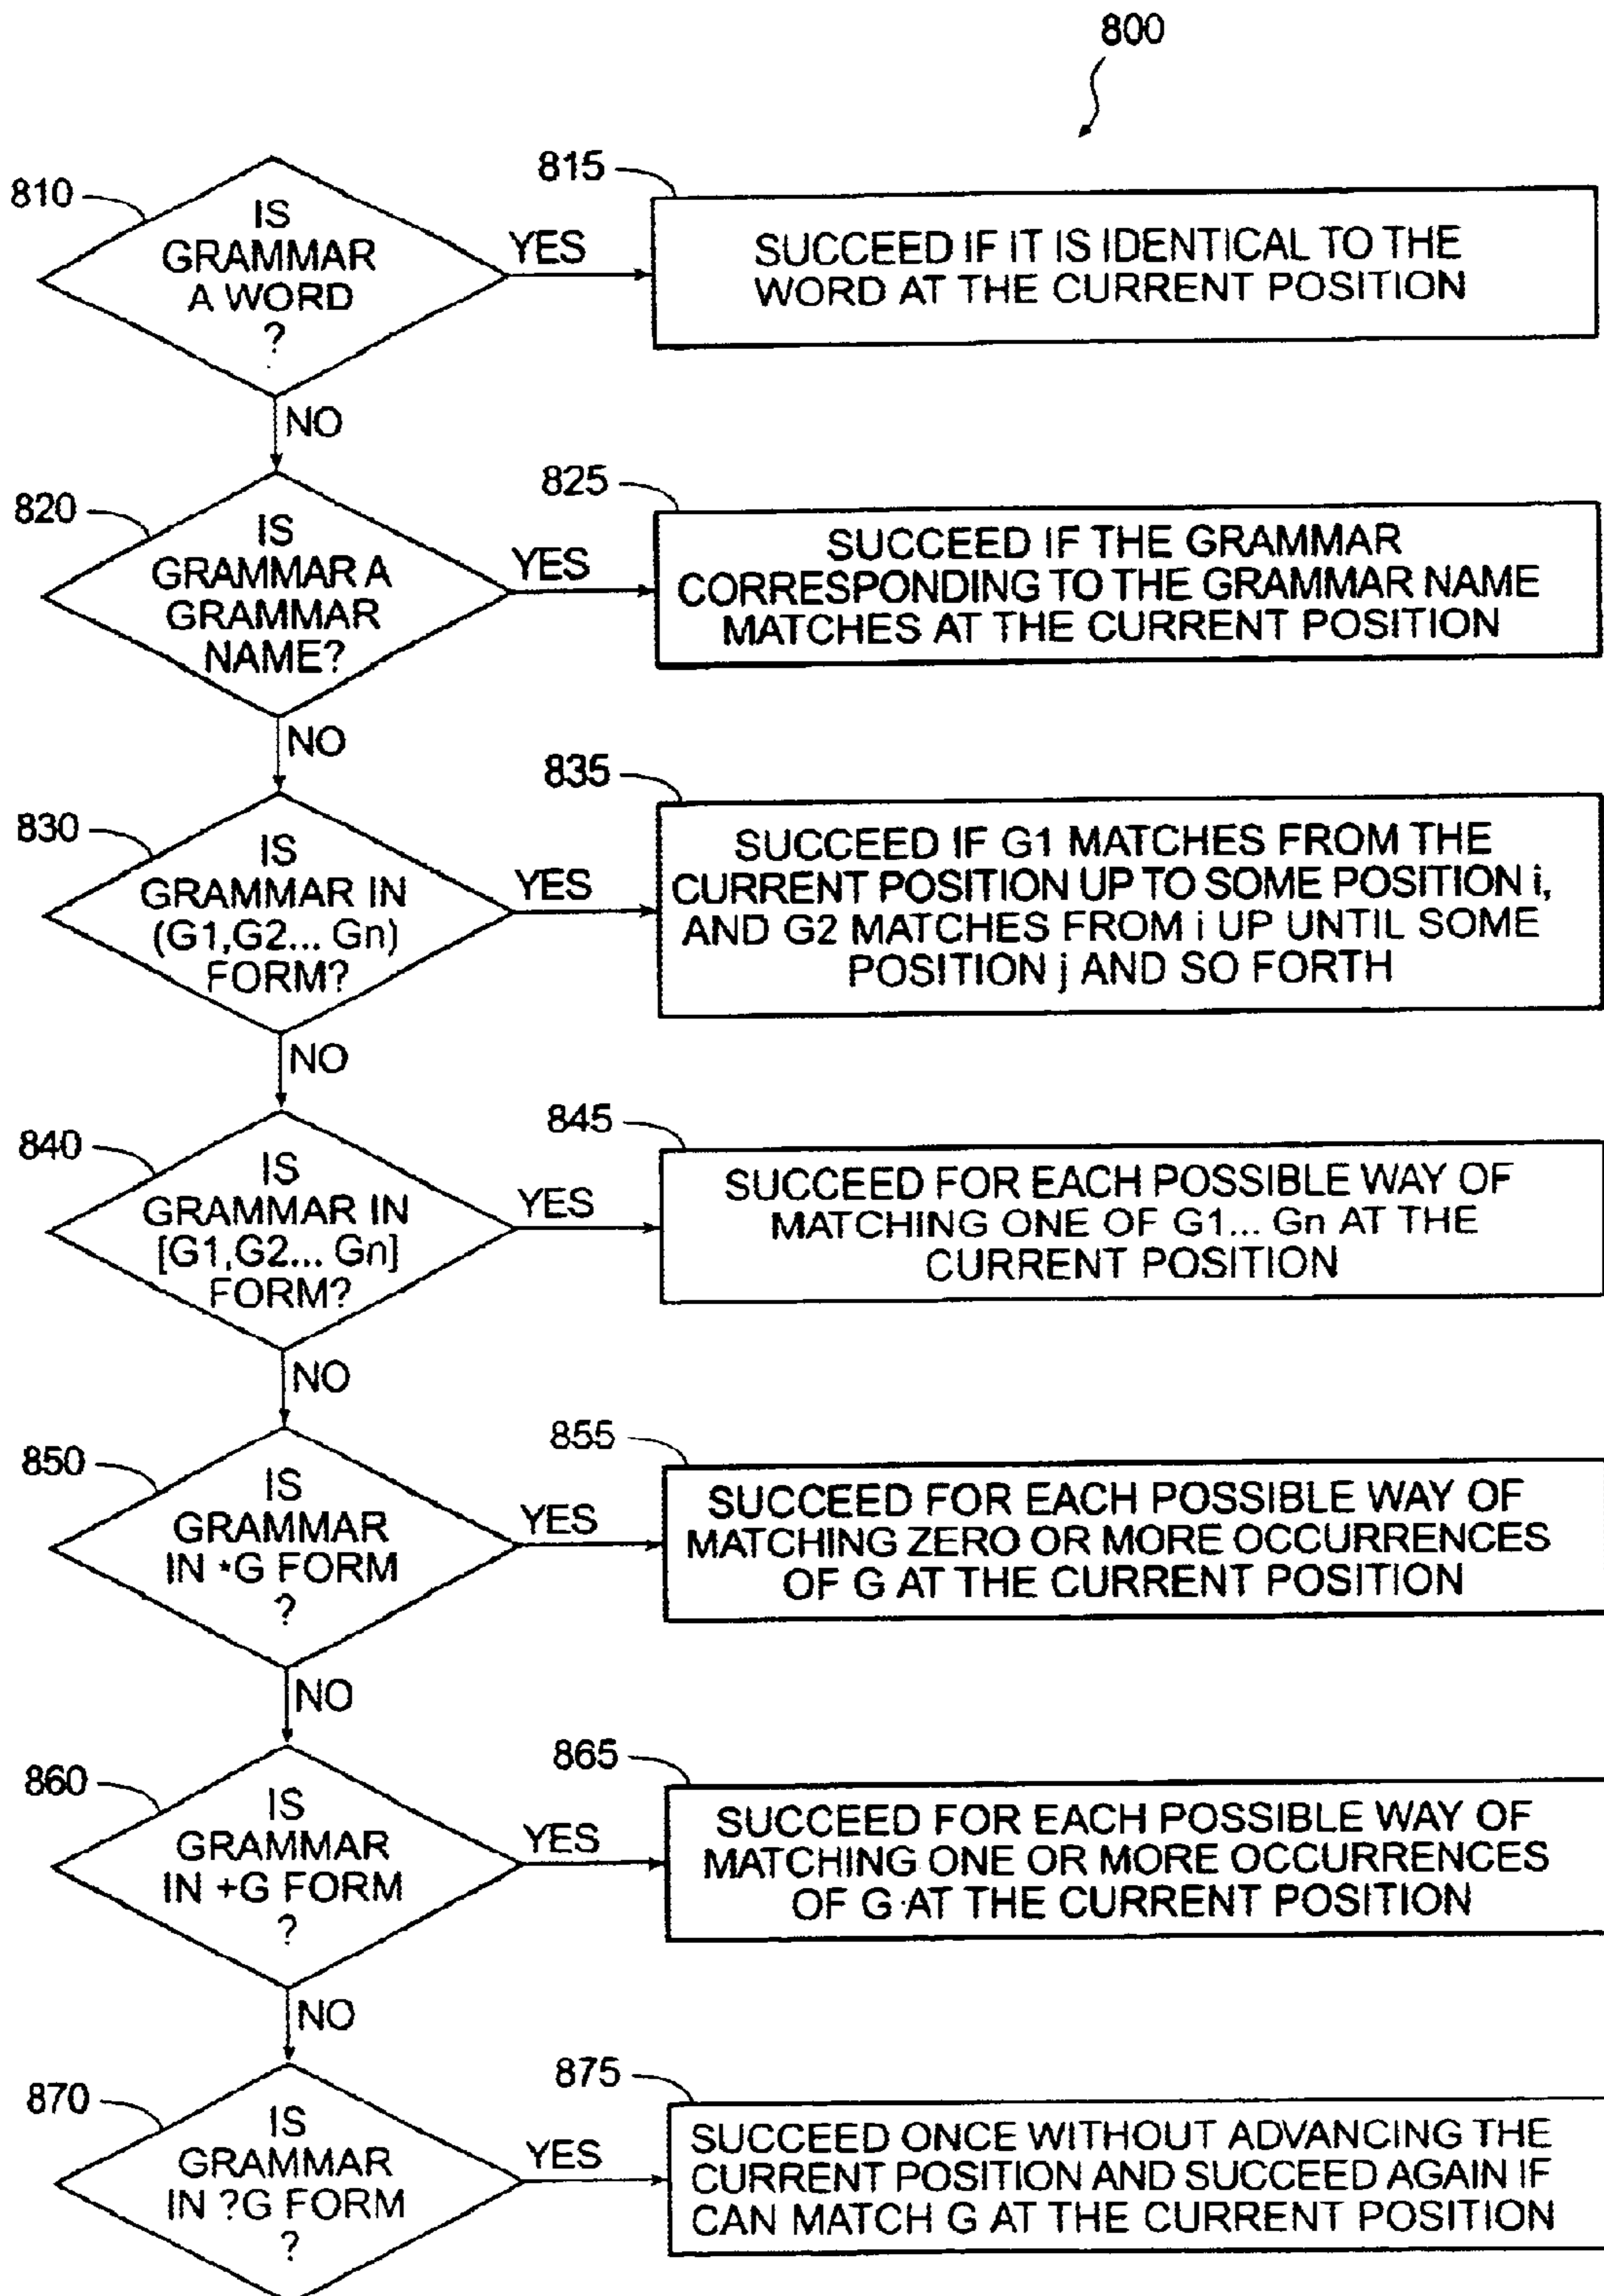 800
810
IS
GRAMMAR
A WORD
?
YES
815
SUCCEED IF IT IS IDENTICAL TO THE
WORD AT THE CURRENT POSITION
NO
820
IS
GRAMMAR A
GRAMMAR
NAME?
YES
825
SUCCEED IF THE GRAMMAR
CORRESPONDING TO THE GRAMMAR NAME
MATCHES AT THE CURRENT POSITION
NO
830
IS
GRAMMAR IN
(G1,G2... Gn)
FORM?
YES
835
SUCCEED IF G1 MATCHES FROM THE
CURRENT POSITION UP TO SOME POSITION i,
AND G2 MATCHES FROM i UP UNTIL SOME
POSITION j AND SO FORTH
NO
840
IS
GRAMMAR IN
[G1,G2... Gn]
FORM?
YES
845
SUCCEED FOR EACH POSSIBLE WAY OF
MATCHING ONE OF G1... Gn AT THE
CURRENT POSITION
NO
850
IS
GRAMMAR
IN *G FORM
?
YES
855
SUCCEED FOR EACH POSSIBLE WAY OF
MATCHING ZERO OR MORE OCCURRENCES
OF G AT THE CURRENT POSITION
NO
860
IS
GRAMMAR
IN +G FORM
?
YES
865
SUCCEED FOR EACH POSSIBLE WAY OF
MATCHING ONE OR MORE OCCURRENCES
OF G AT THE CURRENT POSITION
NO
870
IS
GRAMMAR
IN ?G FORM
?
YES
875
SUCCEED ONCE WITHOUT ADVANCING THE
CURRENT POSITION AND SUCCEED AGAIN IF
CAN MATCH G AT THE CURRENT POSITION